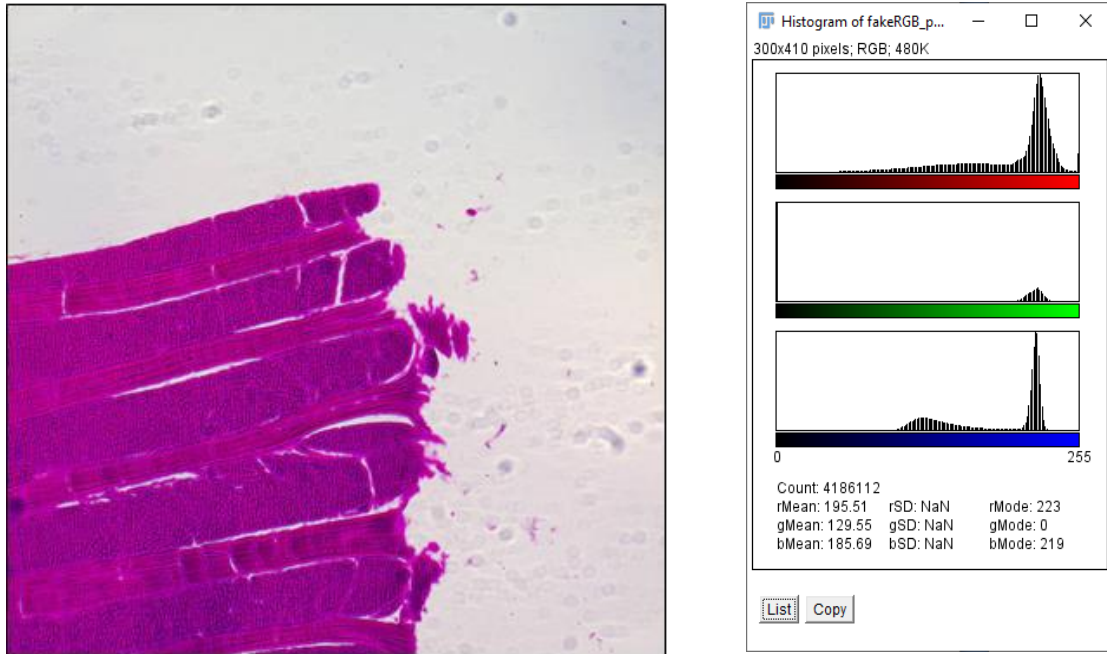 Histogram of fakeRGB_p...
300x410 pixels; RGB; 480K
0 255
Count: 4186112
rMean: 195.51 rSD: NaN rMode: 223
gMean: 129.55 gSD: NaN gMode: 0
bMean: 185.69 bSD: NaN bMode: 219
List Copy